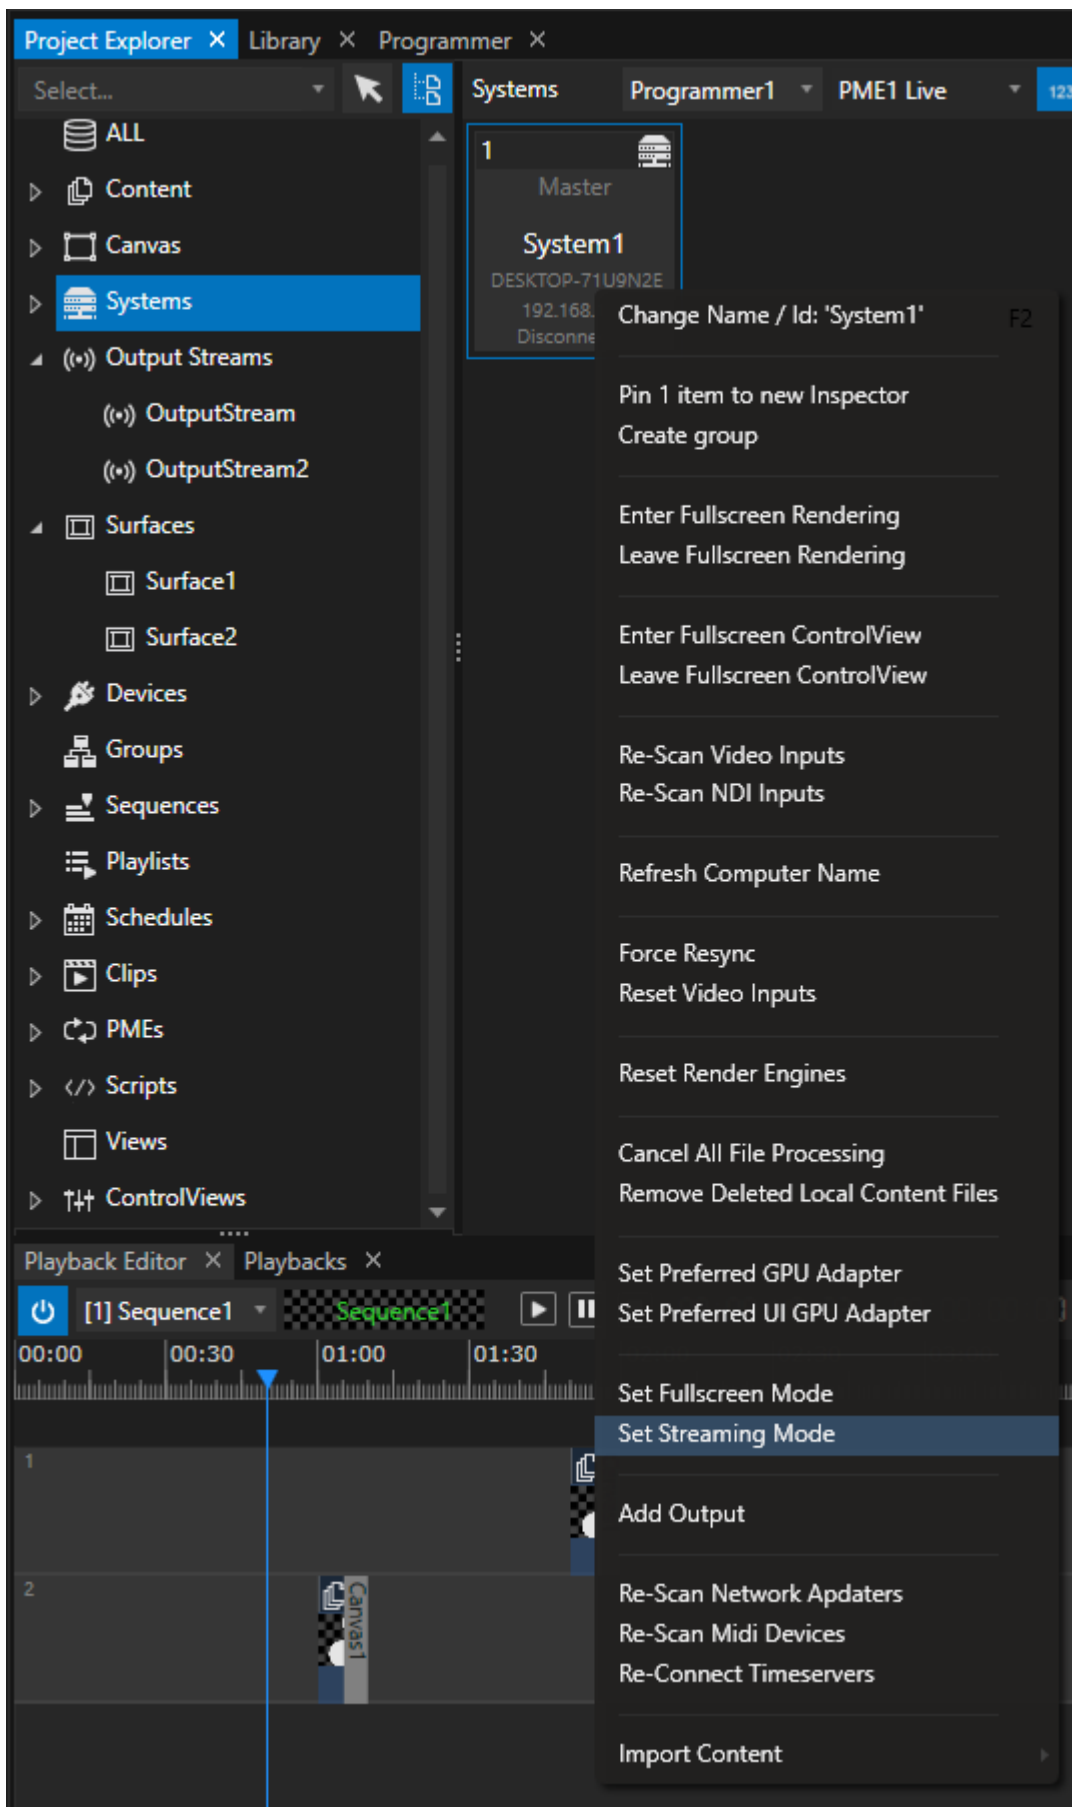 Project Explorer Library Programmer
Select... Systems Programmer1 PME1 Live 123
ALL
Content
Canvas
Systems
Output Streams
OutputStream
OutputStream2
Surfaces
Surface1
Surface2
Devices
Groups
Sequences
Playlists
Schedules
Clips
PMEs
Scripts
Views
ControlViews
1
Master
System1
DESKTOP-71U9N2E
192.168.
Disconne
Change Name / Id: 'System1' F2
Pin 1 item to new Inspector
Create group
Enter Fullscreen Rendering
Leave Fullscreen Rendering
Enter Fullscreen ControlView
Leave Fullscreen ControlView
Re-Scan Video Inputs
Re-Scan NDI Inputs
Refresh Computer Name
Force Resync
Reset Video Inputs
Reset Render Engines
Cancel All File Processing
Remove Deleted Local Content Files
Set Preferred GPU Adapter
Set Preferred UI GPU Adapter
Set Fullscreen Mode
Set Streaming Mode
Add Output
Re-Scan Network Apdaters
Re-Scan Midi Devices
Re-Connect Timeservers
Import Content
Playback Editor Playbacks
[1] Sequence1 Sequence1
00:00 00:30 01:00 01:30
1
2
Canvas1